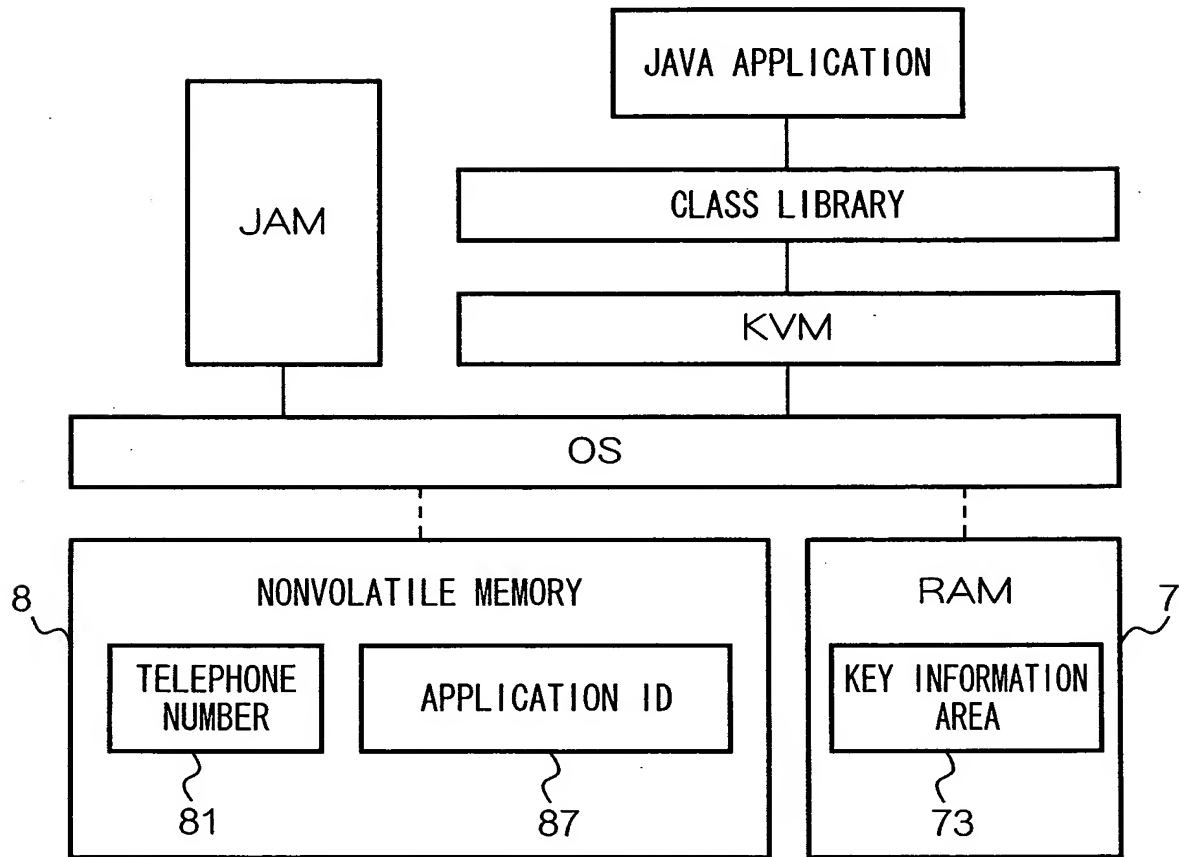 JAVA APPLICATION
JAM
CLASS LIBRARY
KVM
OS
NONVOLATILE MEMORY
RAM
8
7
TELEPHONE
NUMBER
APPLICATION ID
KEY INFORMATION
AREA
81
87
73